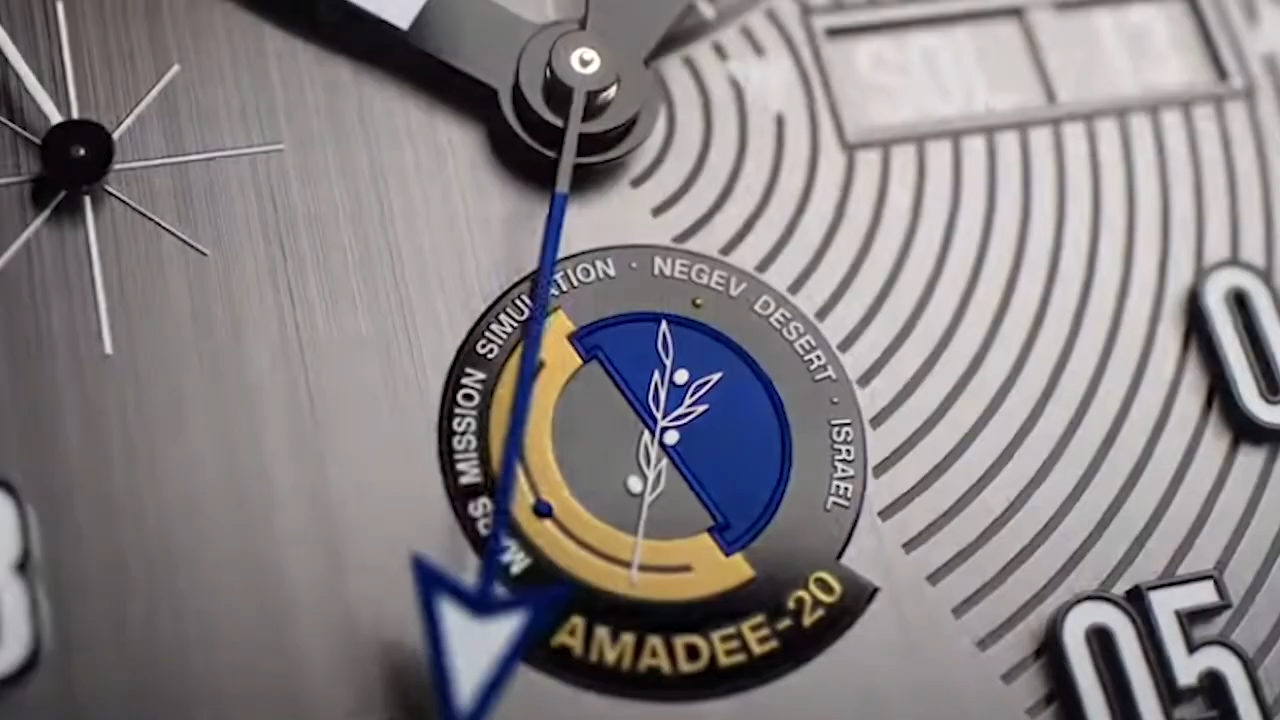 MISSION SIMULATION · NEGEV DESERT · ISRAEL
AMADEE-20
05